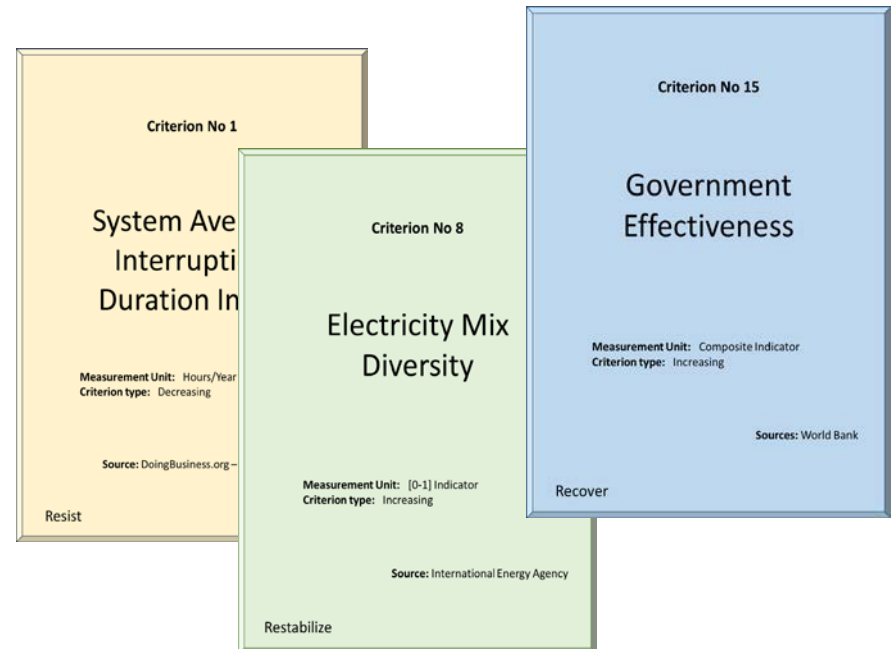 Criterion No 1
System Ave
Interrupti
Duration In
Measurement Unit: Hours/Year
Criterion type: Decreasing
Source: DoingBusiness.org –
Resist
Criterion No 8
Electricity Mix
Diversity
Measurement Unit: [0-1] Indicator
Criterion type: Increasing
Source: International Energy Agency
Restabilize
Criterion No 15
Government
Effectiveness
Measurement Unit: Composite Indicator
Criterion type: Increasing
Sources: World Bank
Recover